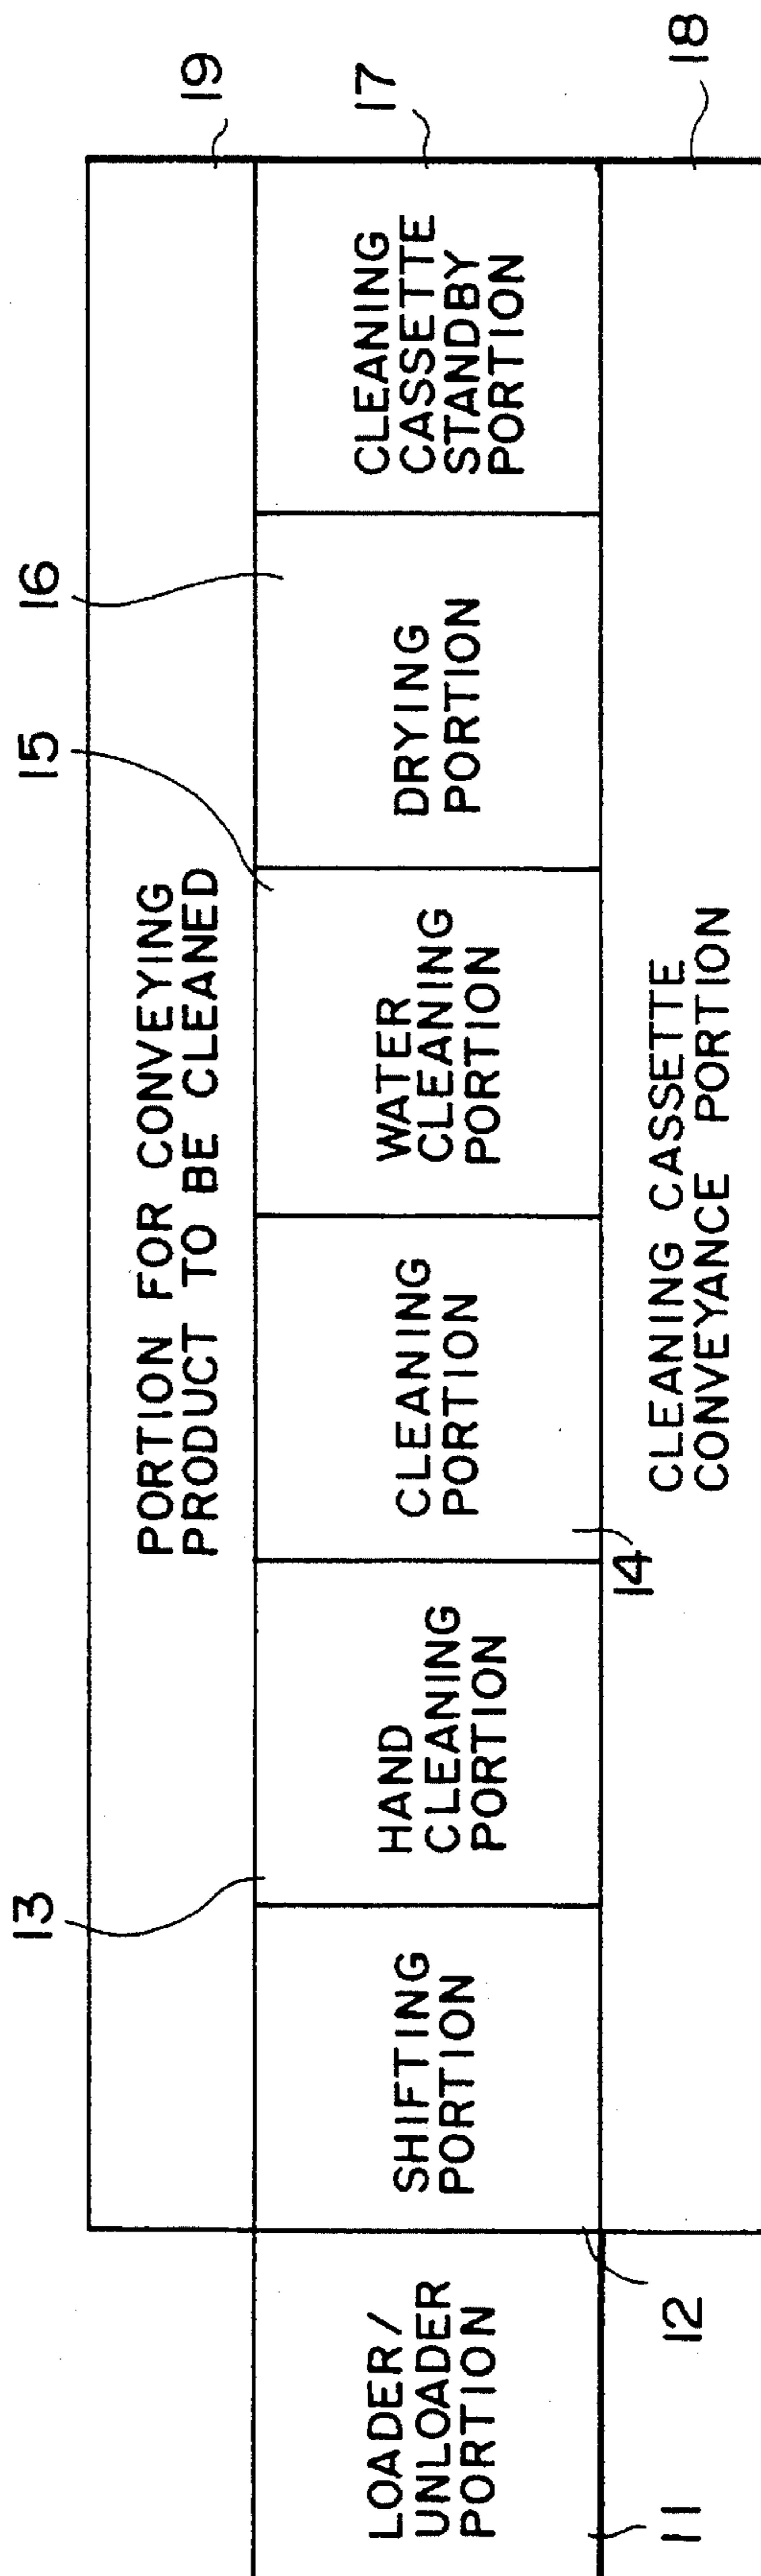 19
17
18
16
15
13
PORTION FOR CONVEYING
PRODUCT TO BE CLEANED
LOADER/
UNLOADER
PORTION
SHIFTING
PORTION
HAND
CLEANING
PORTION
CLEANING
PORTION
WATER
CLEANING
PORTION
DRYING
PORTION
CLEANING
CASSETTE
STANDBY
PORTION
CLEANING CASSETTE
CONVEYANCE PORTION
11
12
14